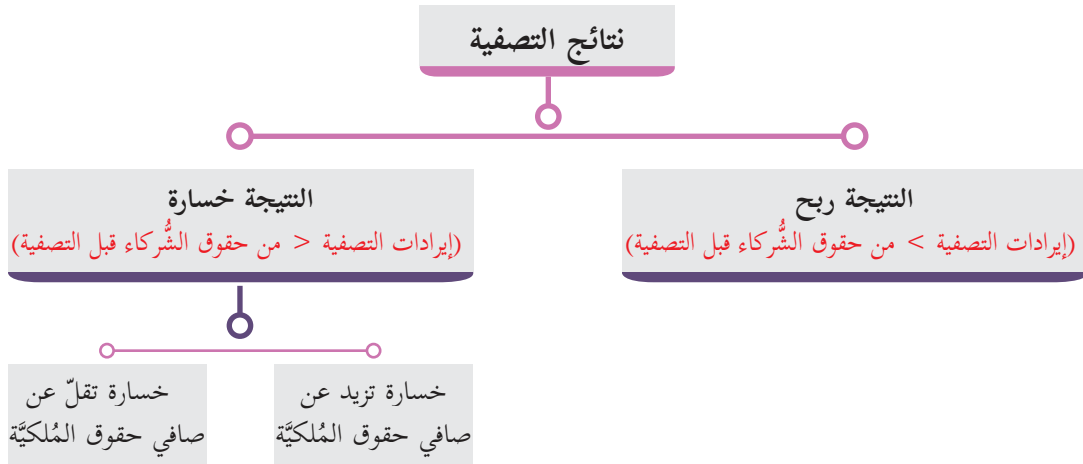 نتائج التصفية
النتيجة ربح
(إيرادات التصفية > من حقوق الشُّركاء قبل التصفية)
النتيجة خسارة
(إيرادات التصفية < من حقوق الشُّركاء قبل التصفية)
خسارة تزيد عن
صافي حقوق المُلكيَّة
خسارة تقلّ عن
صافي حقوق المُلكيَّة